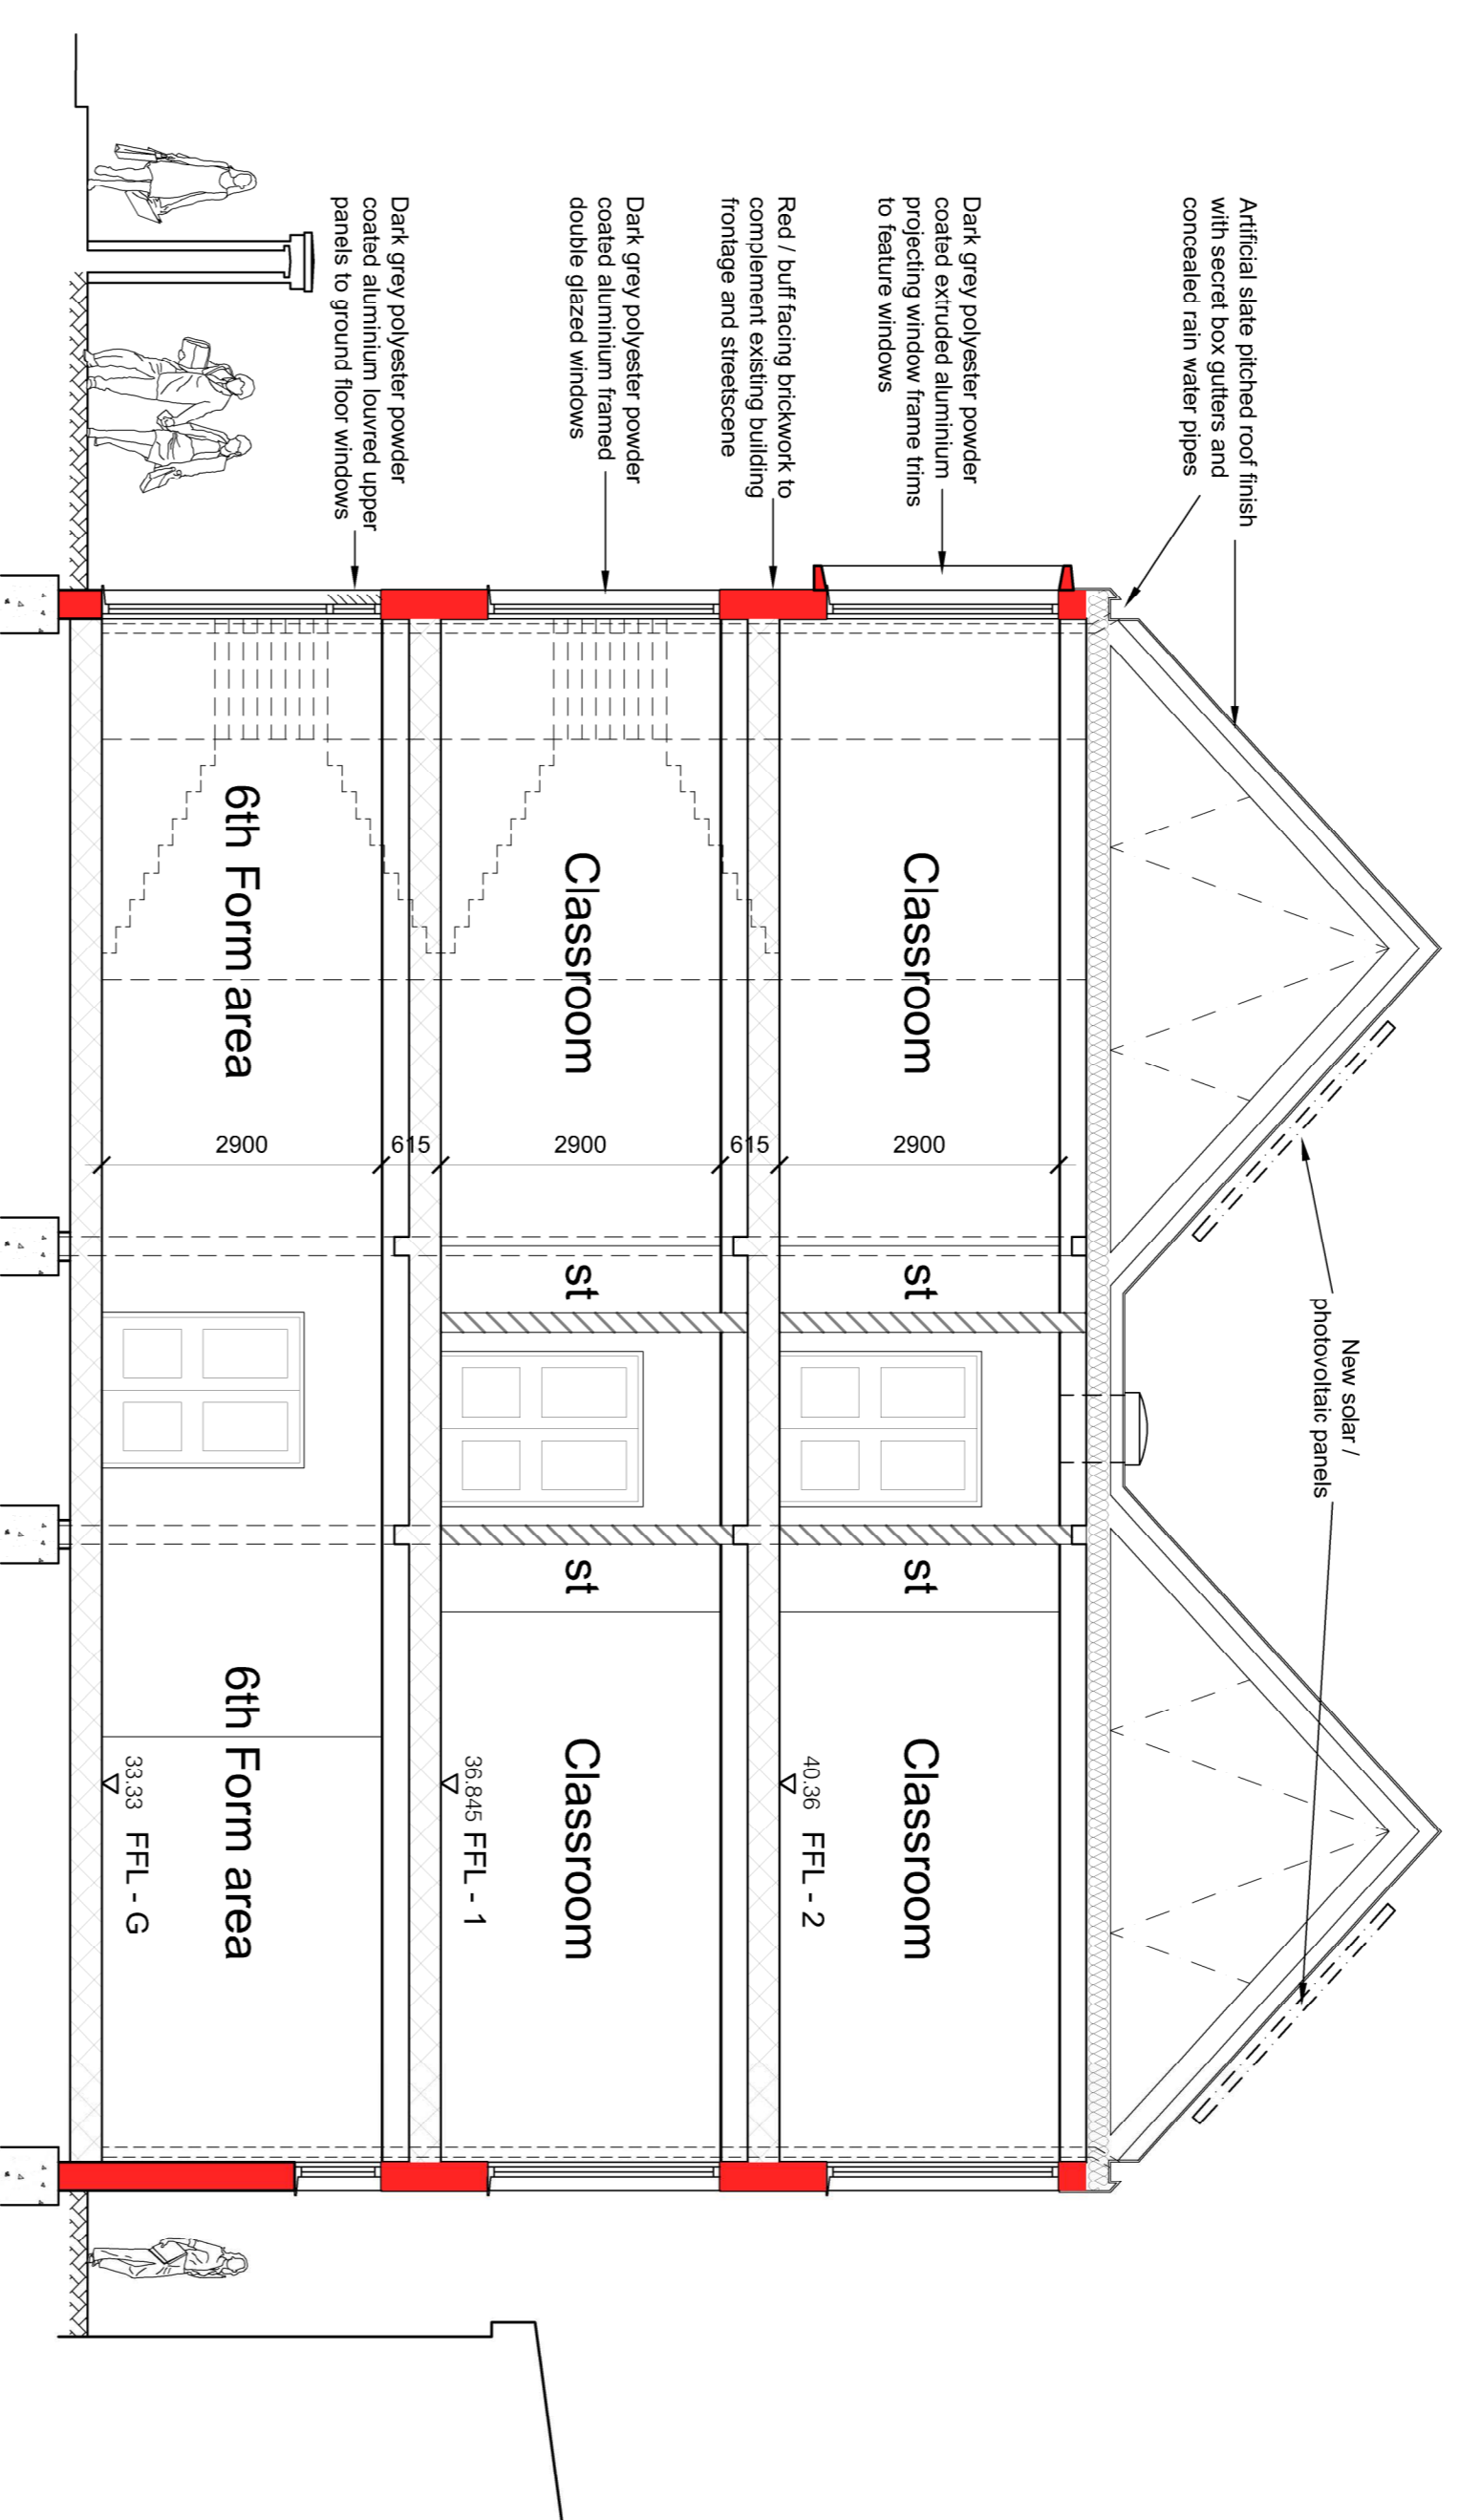 Artificial slate pitched roof finish
with secret box gutters and
concealed rain water pipes
New solar /
photovoltaic panels
Dark grey polyester powder
coated extruded aluminium
projecting window frame trims
to feature windows
Red / buff facing brickwork to
complement existing building
frontage and streetscene
Dark grey polyester powder
coated aluminium framed
double glazed windows
Dark grey polyester powder
coated aluminium louvred upper
panels to ground floor windows
Classroom
2900
st
st
Classroom
40.36 FFL - 2
615
Classroom
2900
st
st
Classroom
36.845 FFL - 1
615
6th Form area
2900
6th Form area
33.33 FFL - G